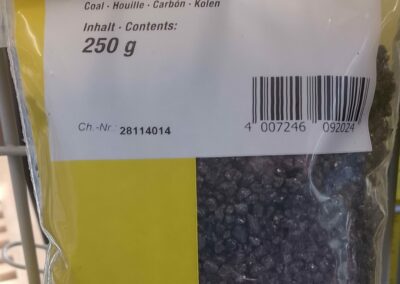 Coal · Houille · Carbón · Kolen
Inhalt · Contents:
250 g
Ch.-Nr.: 28114014
4 007246 092024